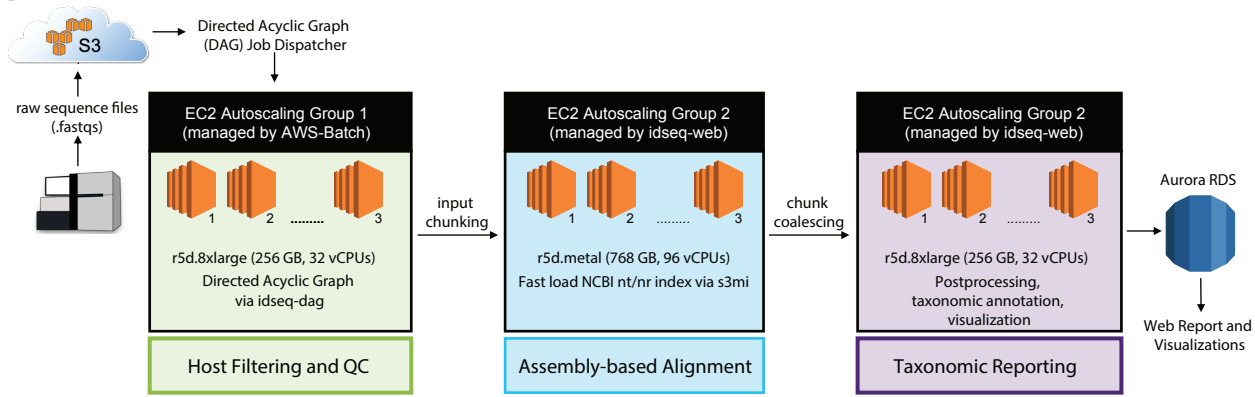 S3
Directed Acyclic Graph
(DAG) Job Dispatcher
raw sequence files
(.fastqs)
EC2 Autoscaling Group 1
(managed by AWS-Batch)
1
2
.........
3
r5d.8xlarge (256 GB, 32 vCPUs)
Directed Acyclic Graph
via idseq-dag
Host Filtering and QC
input
chunking
EC2 Autoscaling Group 2
(managed by idseq-web)
1
2
.........
3
r5d.metal (768 GB, 96 vCPUs)
Fast load NCBI nt/nr index via s3mi
Assembly-based Alignment
chunk
coalescing
EC2 Autoscaling Group 2
(managed by idseq-web)
1
2
.........
3
r5d.8xlarge (256 GB, 32 vCPUs)
Postprocessing,
taxonomic annotation,
visualization
Taxonomic Reporting
Aurora RDS
Web Report and
Visualizations